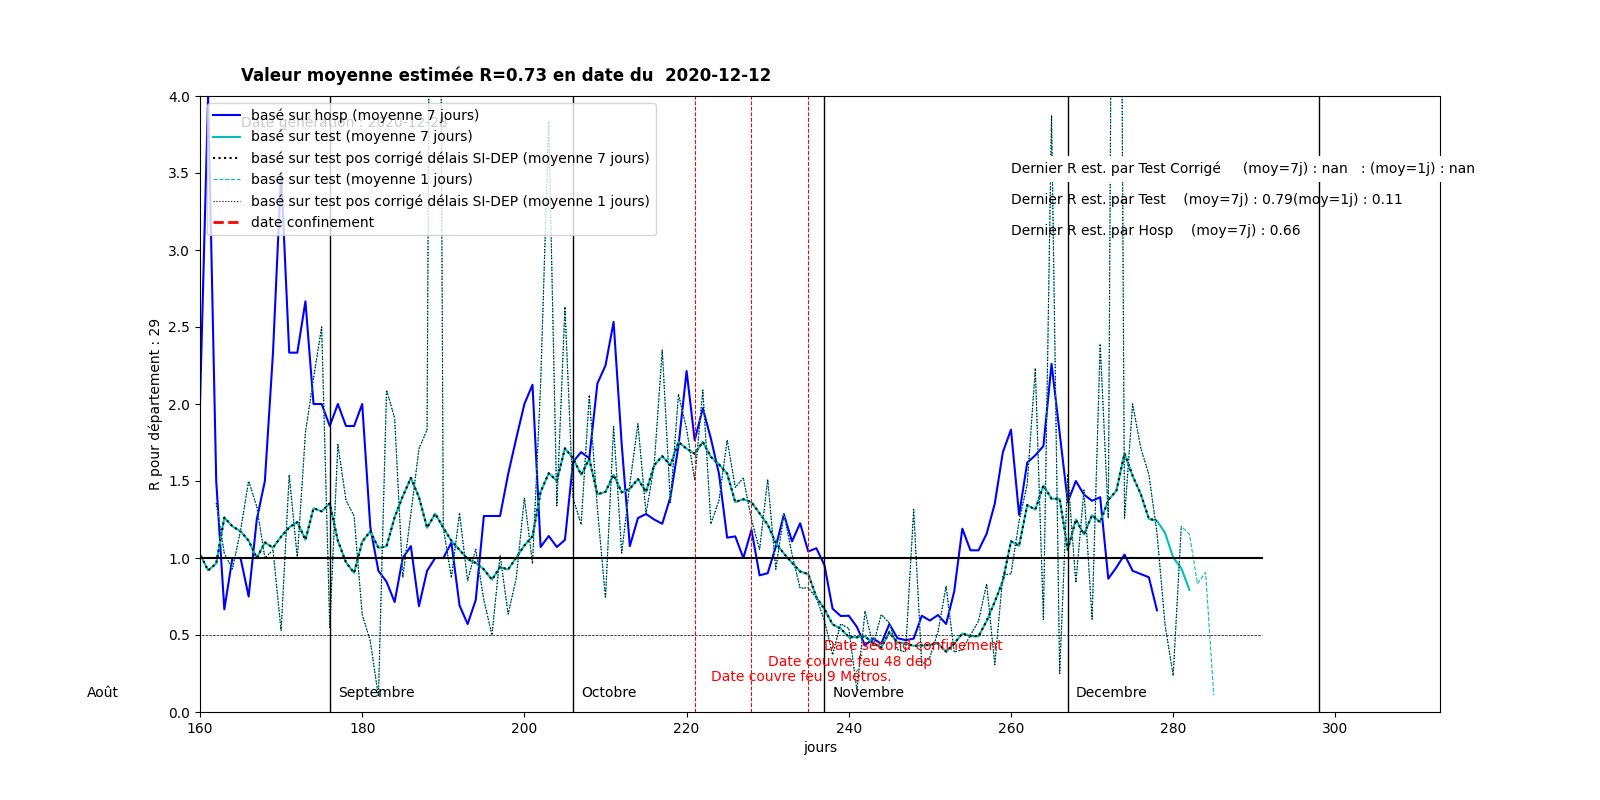 Valeur moyenne estimée R=0.73 en date du  2020-12-12
basé sur hosp (moyenne 7 jours)
basé sur test (moyenne 7 jours)
basé sur test pos corrigé délais SI-DEP (moyenne 7 jours)
basé sur test (moyenne 1 jours)
basé sur test pos corrigé délais SI-DEP (moyenne 1 jours)
date confinement
Dernier R est. par Test Corrigé     (moy=7j) : nan   : (moy=1j) : nan
Dernier R est. par Test    (moy=7j) : 0.79(moy=1j) : 0.11
Dernier R est. par Hosp    (moy=7j) : 0.66
4.0
3.5
3.0
2.5
2.0
1.5
1.0
0.5
0.0
R pour département : 29
Date second confinement
Date couvre feu 48 dep
Date couvre feu 9 Métros.
Août
Septembre
Octobre
Novembre
Decembre
160
180
200
220
240
260
280
300
jours